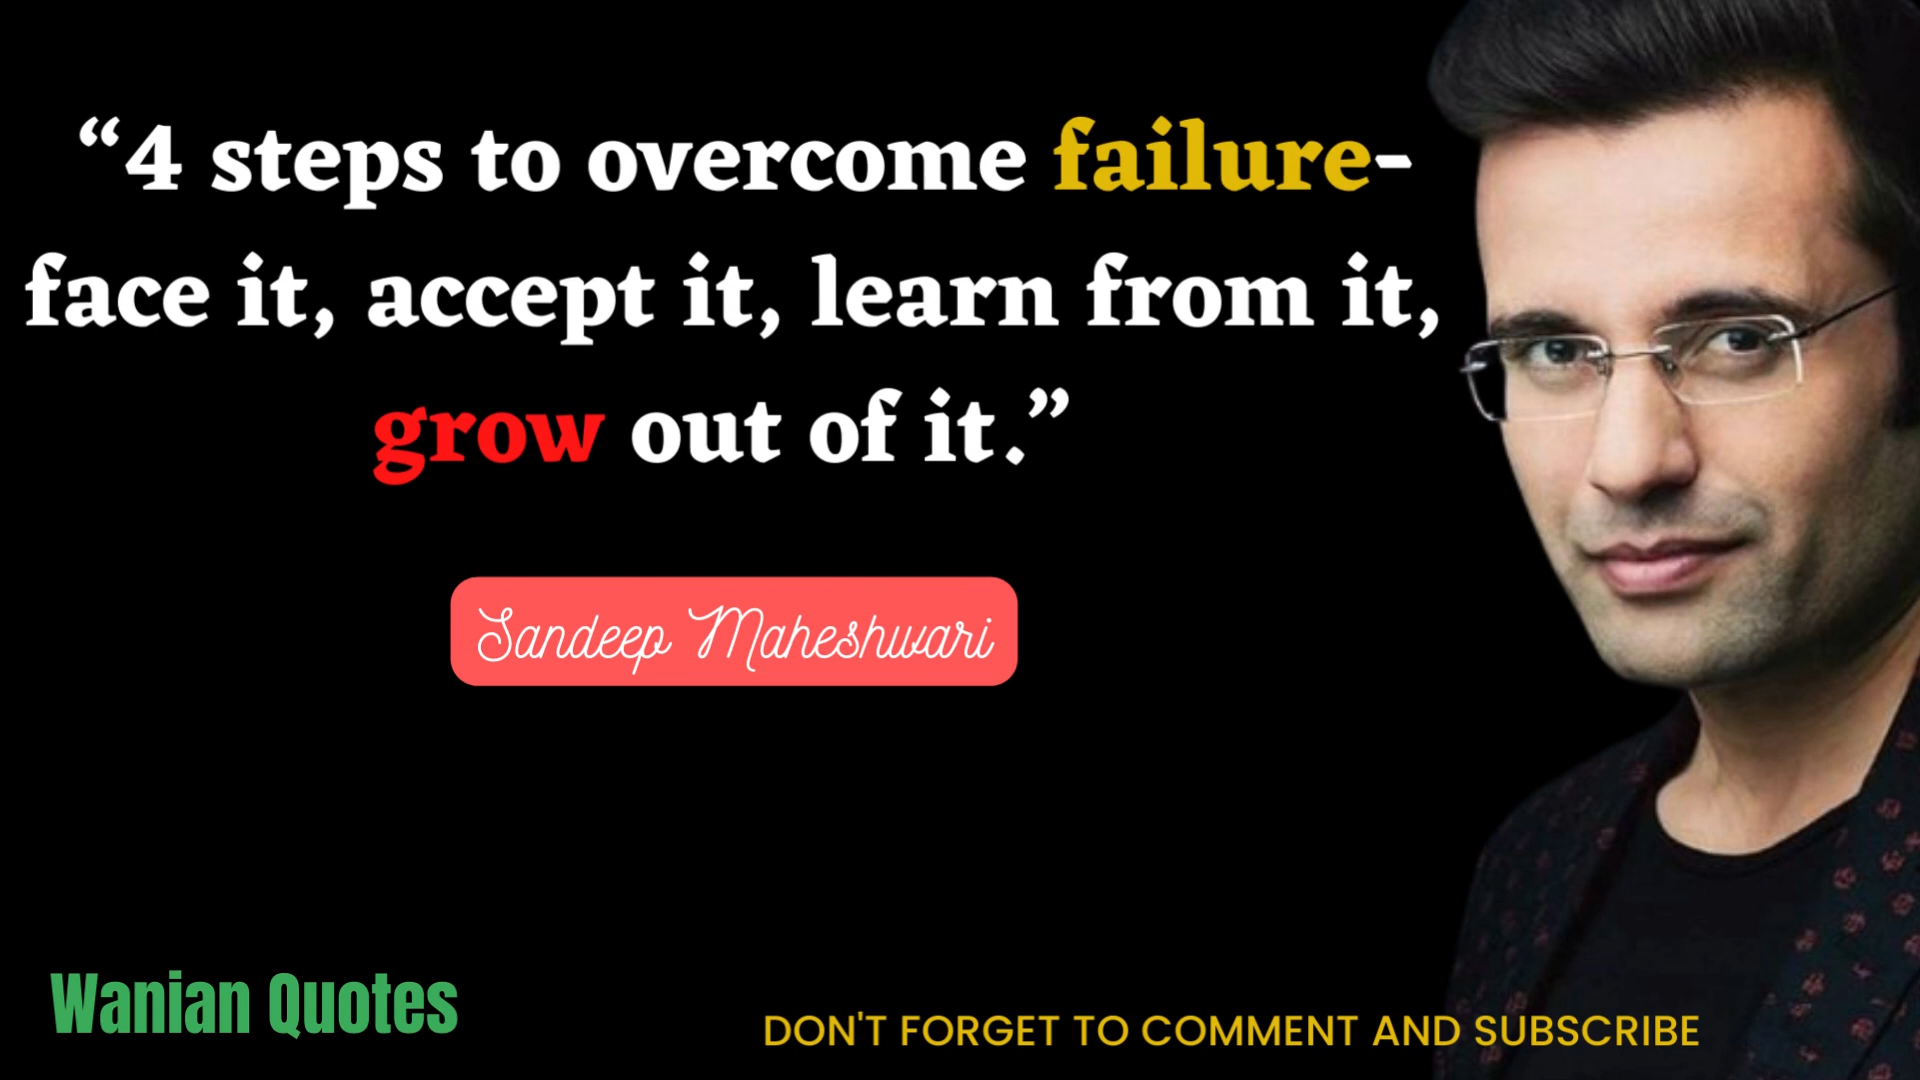 “4 steps to overcome failure-
face it, accept it, learn from it,
grow out of it.”
Sandeep Maheshwari
Wanian Quotes
DON'T FORGET TO COMMENT AND SUBSCRIBE